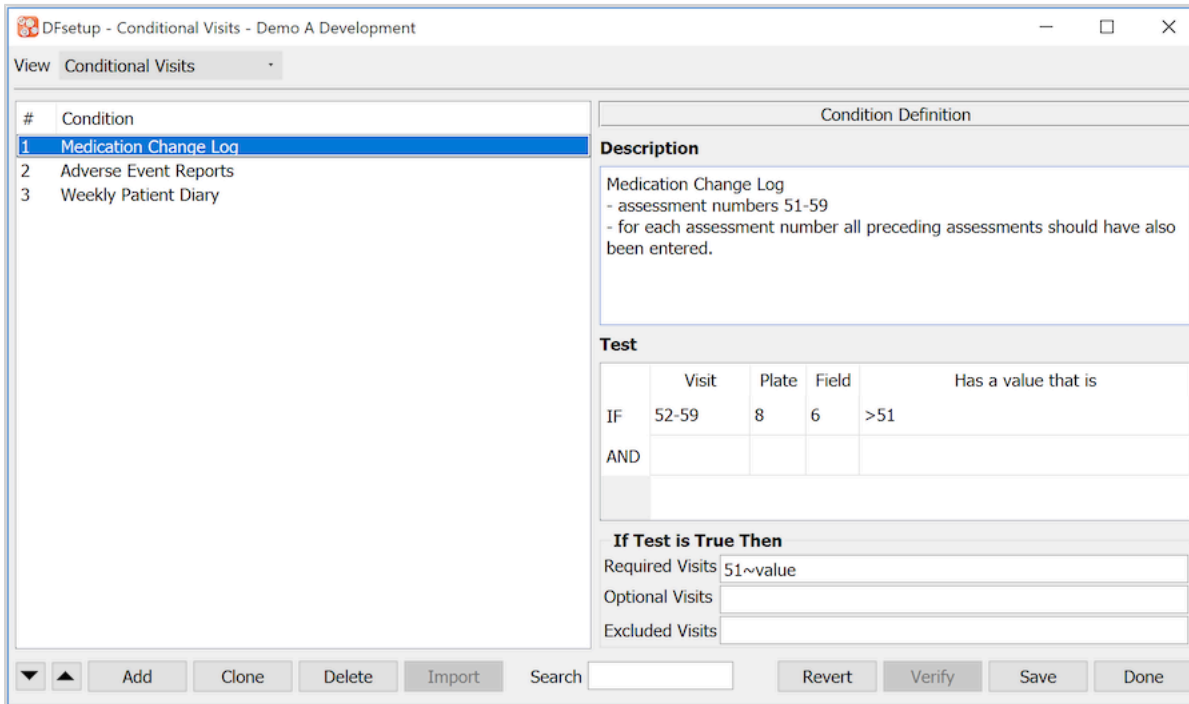 DFsetup - Conditional Visits - Demo A Development
View Conditional Visits
# Condition
1 Medication Change Log
2 Adverse Event Reports
3 Weekly Patient Diary
Condition Definition
Description
Medication Change Log
- assessment numbers 51-59
- for each assessment number all preceding assessments should have also
been entered.
Test
Visit Plate Field Has a value that is
IF 52-59 8 6 >51
AND
If Test is True Then
Required Visits 51~value
Optional Visits
Excluded Visits
Add Clone Delete Import Search Revert Verify Save Done